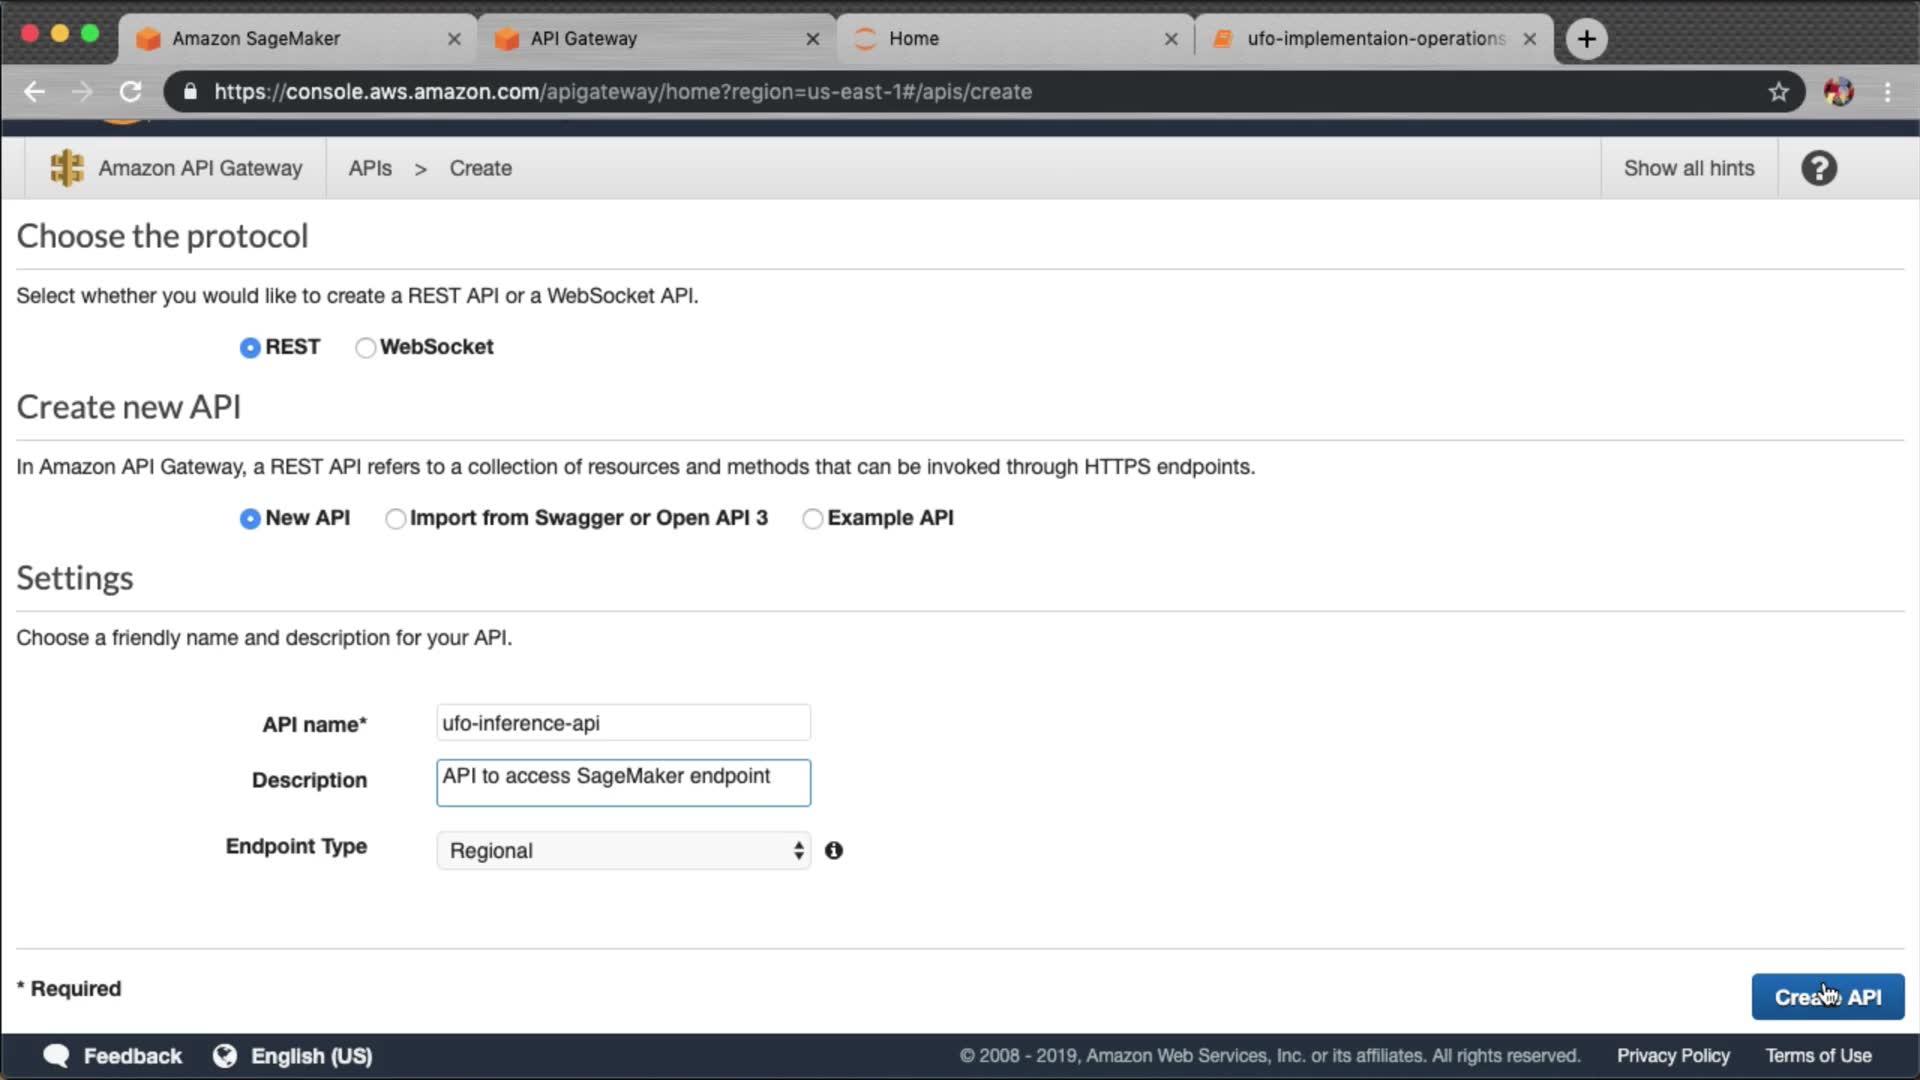 Amazon SageMaker
API Gateway
Home
ufo-implementaion-operations
https://console.aws.amazon.com/apigateway/home?region=us-east-1#/apis/create
Amazon API Gateway
APIs > Create
Show all hints
Choose the protocol
Select whether you would like to create a REST API or a WebSocket API.
REST WebSocket
Create new API
In Amazon API Gateway, a REST API refers to a collection of resources and methods that can be invoked through HTTPS endpoints.
New API Import from Swagger or Open API 3 Example API
Settings
Choose a friendly name and description for your API.
API name* ufo-inference-api
Description API to access SageMaker endpoint
Endpoint Type Regional
* Required
Create API
Feedback English (US) © 2008 - 2019, Amazon Web Services, Inc. or its affiliates. All rights reserved. Privacy Policy Terms of Use